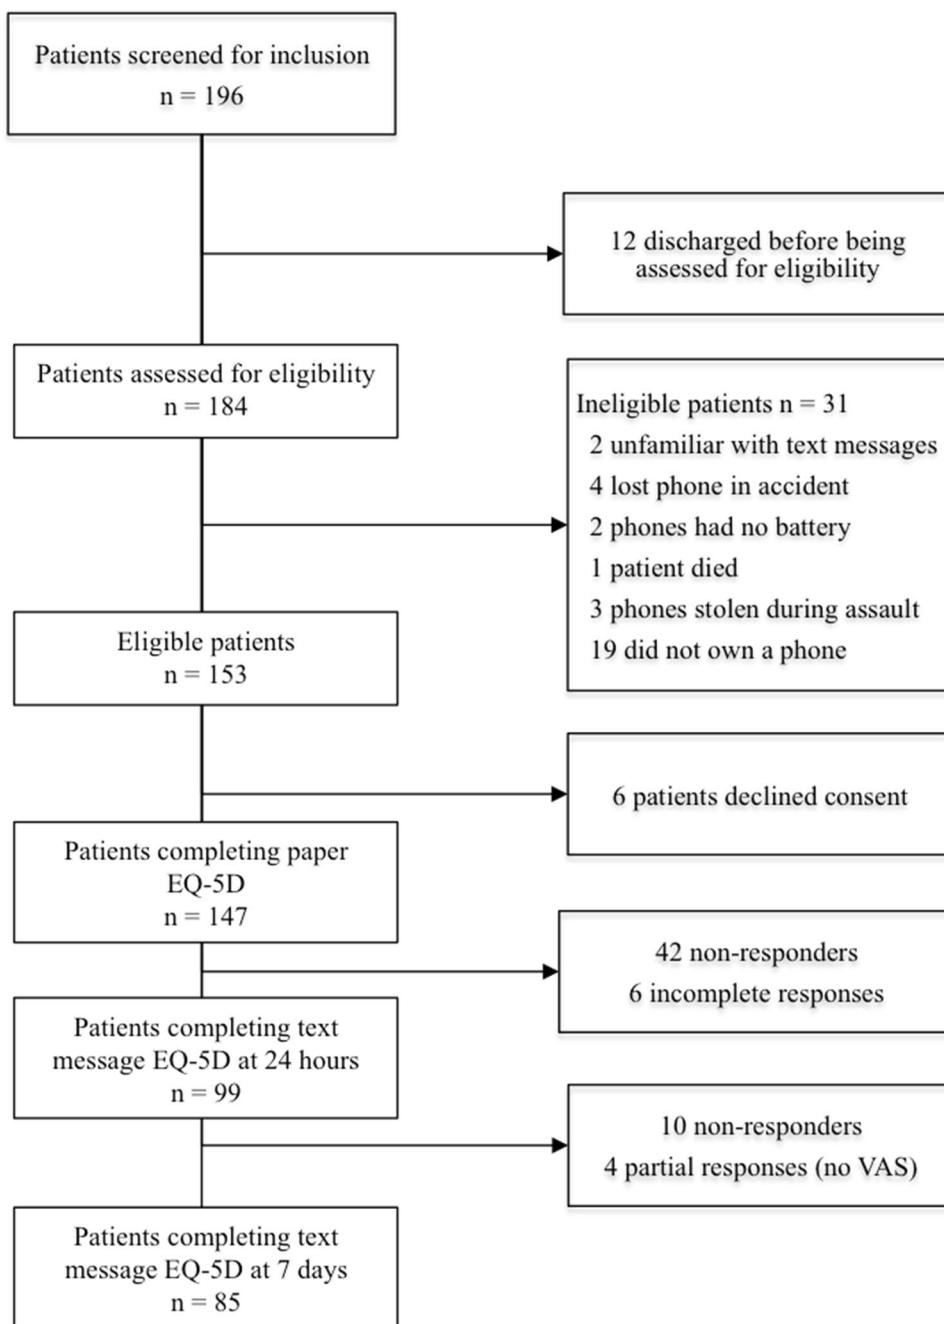 Patients screened for inclusion
n = 196
12 discharged before being
assessed for eligibility
Patients assessed for eligibility
n = 184
Ineligible patients n = 31
2 unfamiliar with text messages
4 lost phone in accident
2 phones had no battery
1 patient died
3 phones stolen during assault
19 did not own a phone
Eligible patients
n = 153
6 patients declined consent
Patients completing paper
EQ-5D
n = 147
42 non-responders
6 incomplete responses
Patients completing text
message EQ-5D at 24 hours
n = 99
10 non-responders
4 partial responses (no VAS)
Patients completing text
message EQ-5D at 7 days
n = 85